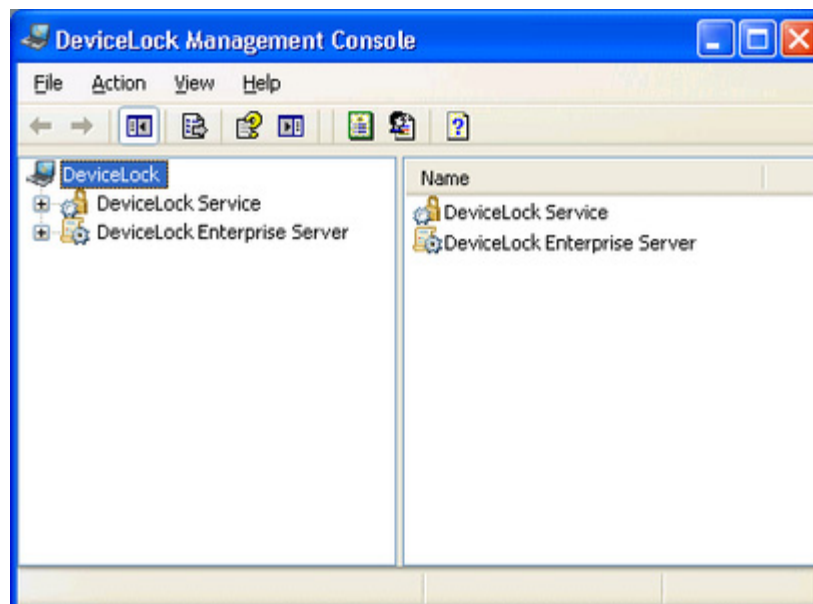 DeviceLock Management Console
File Action View Help
DeviceLock
DeviceLock Service
DeviceLock Enterprise Server
Name
DeviceLock Service
DeviceLock Enterprise Server